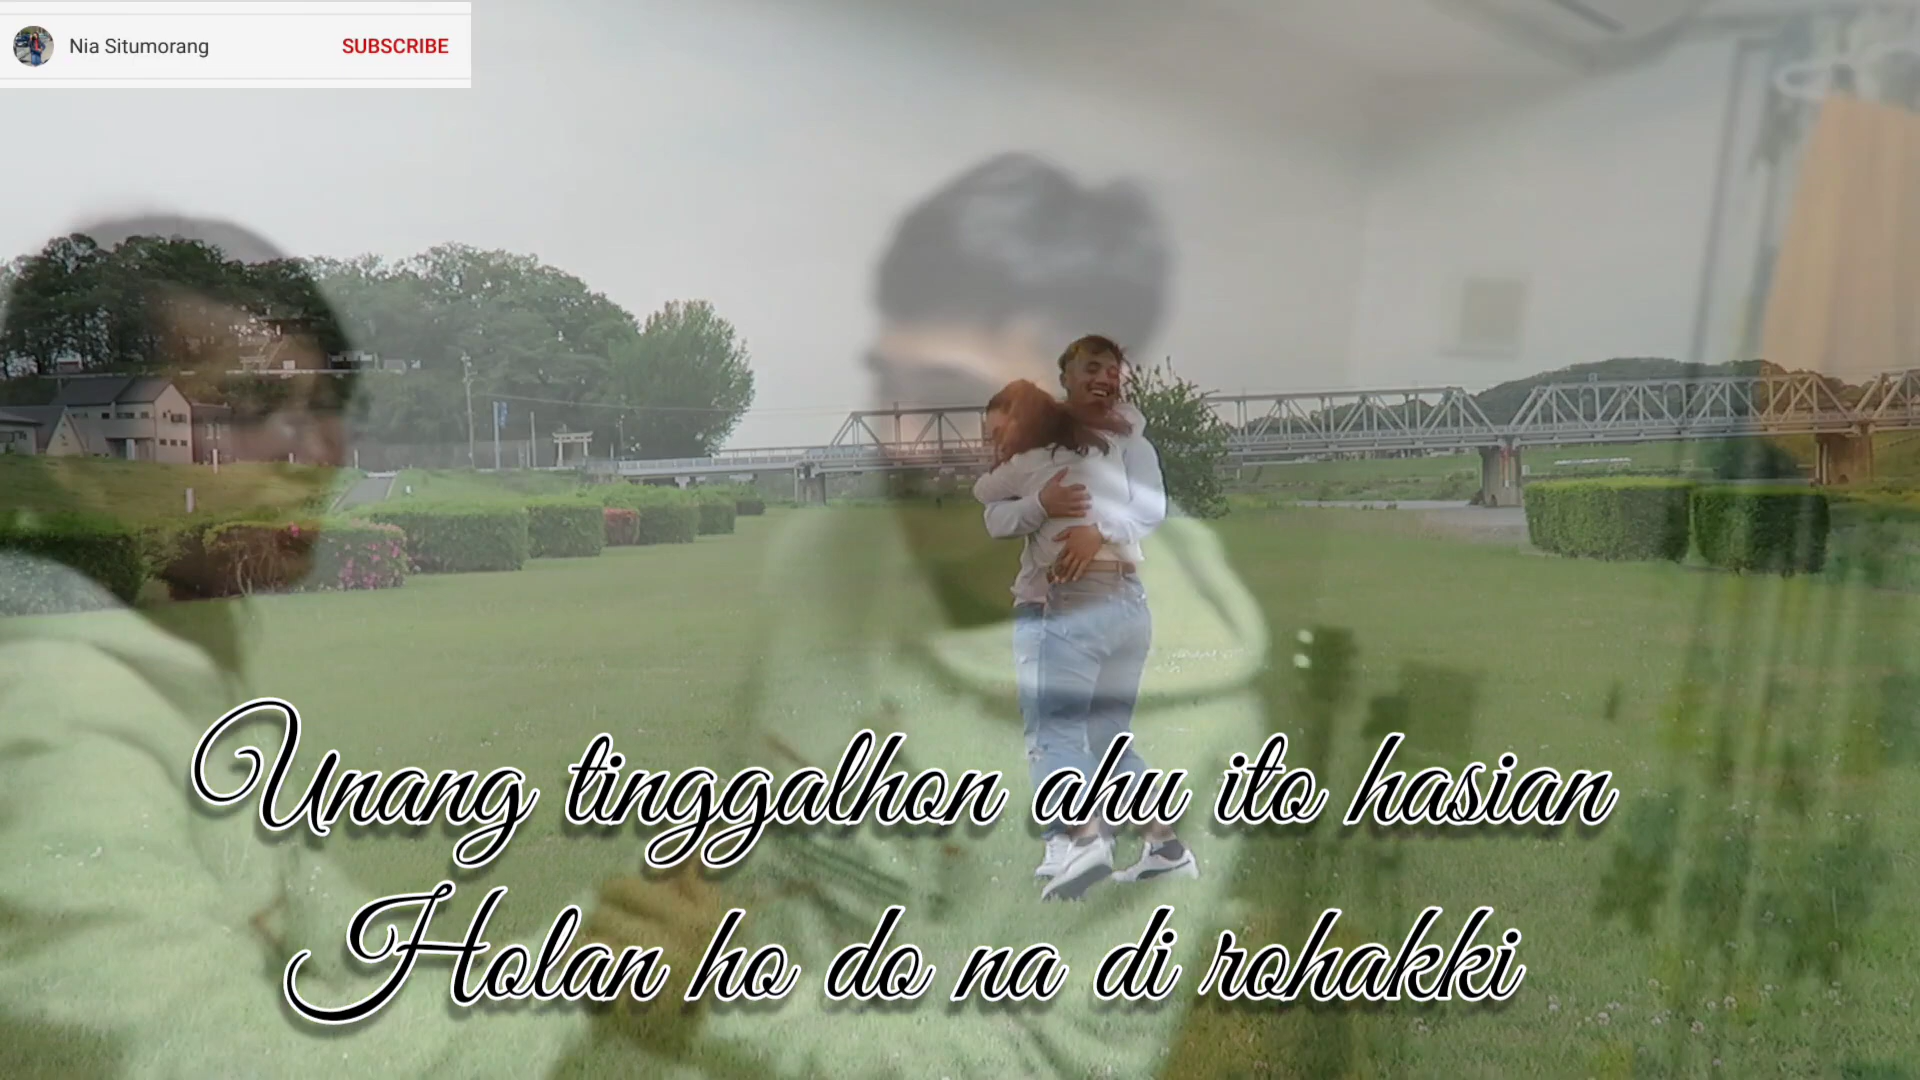 Nia Situmorang SUBSCRIBE
Unang tinggalhon ahu ito hasian
Holan ho do na di rohakki